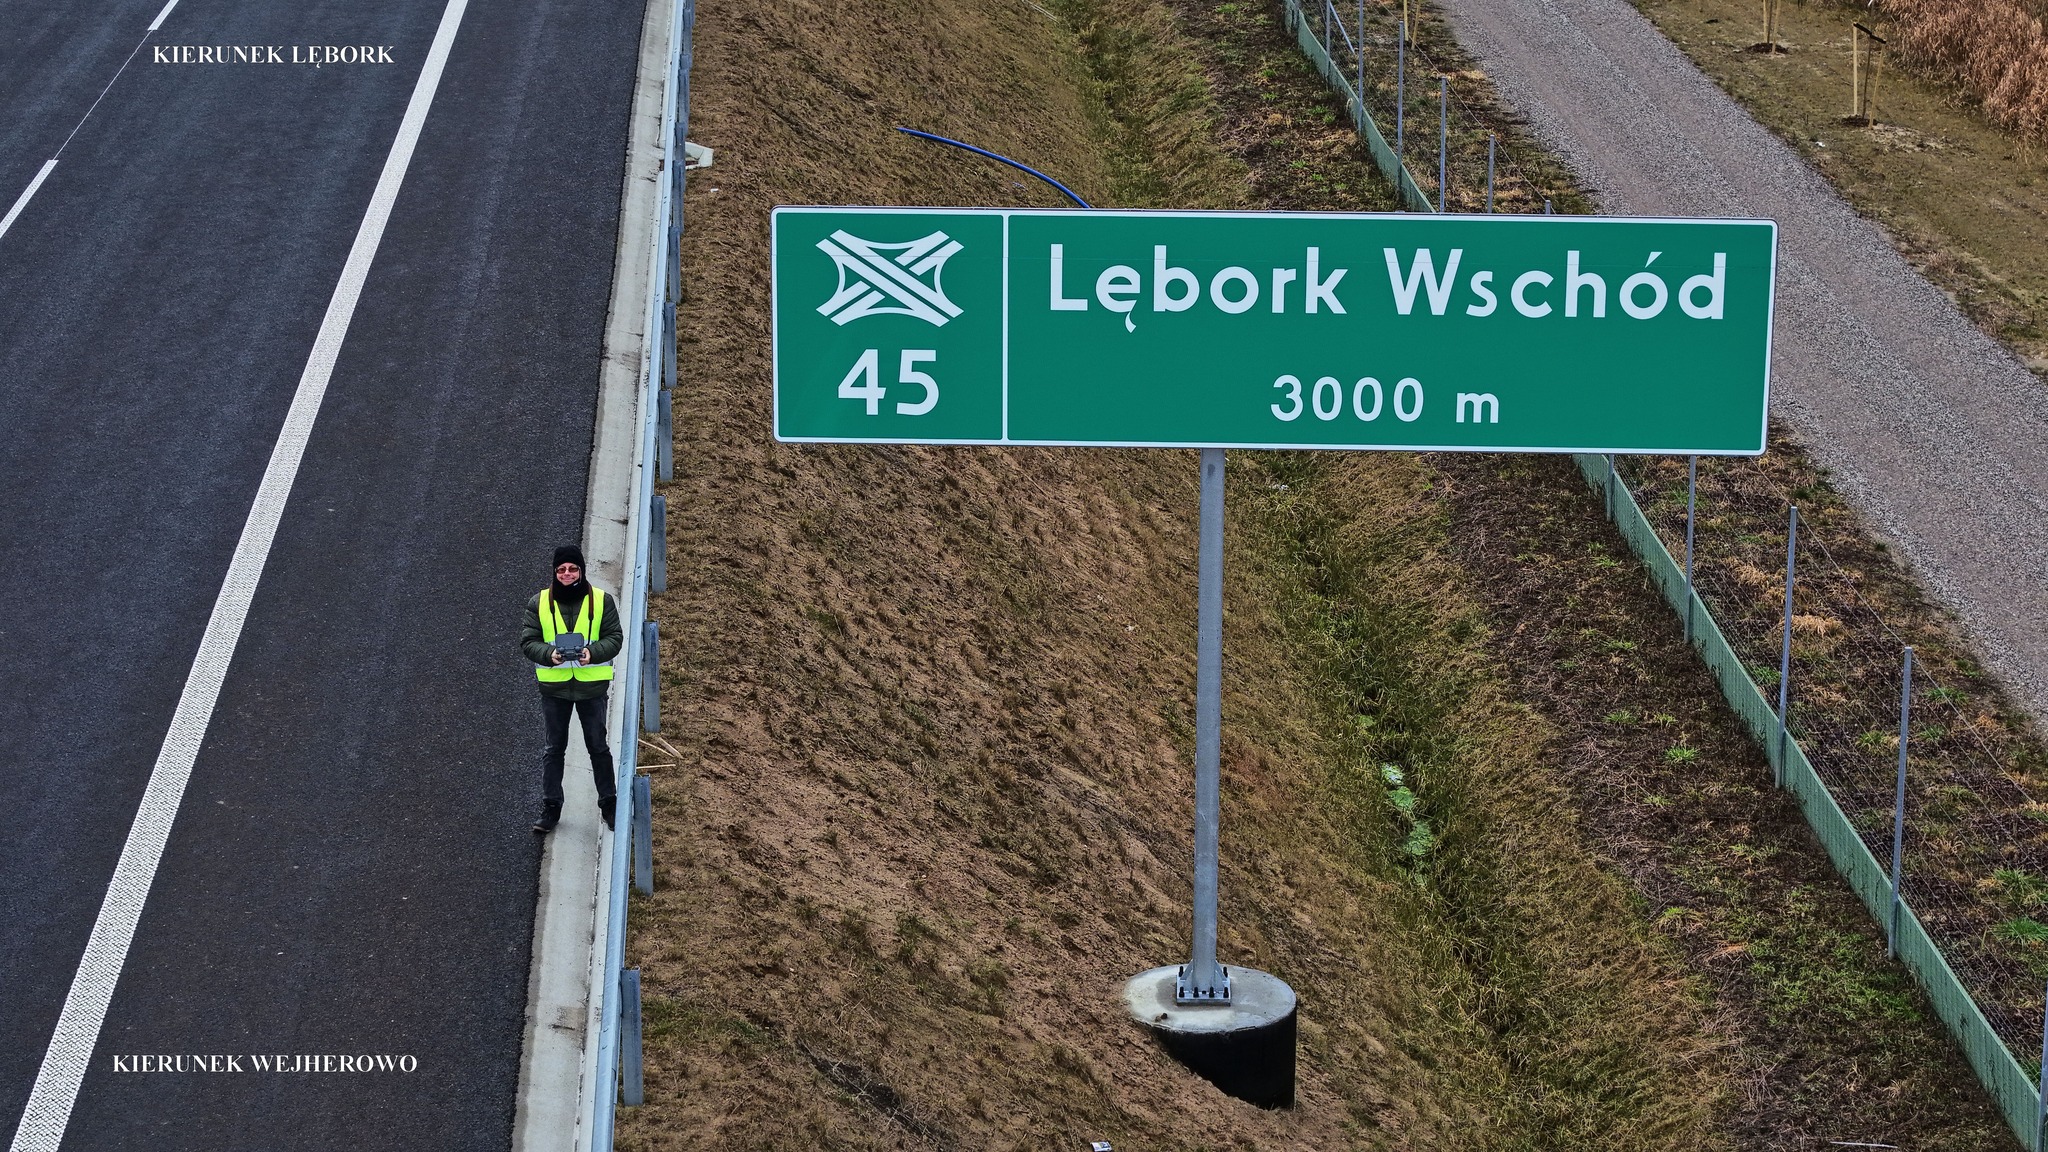 KIERUNEK LĘBORK
45
Lębork Wschód
3000 m
KIERUNEK WEJHEROWO